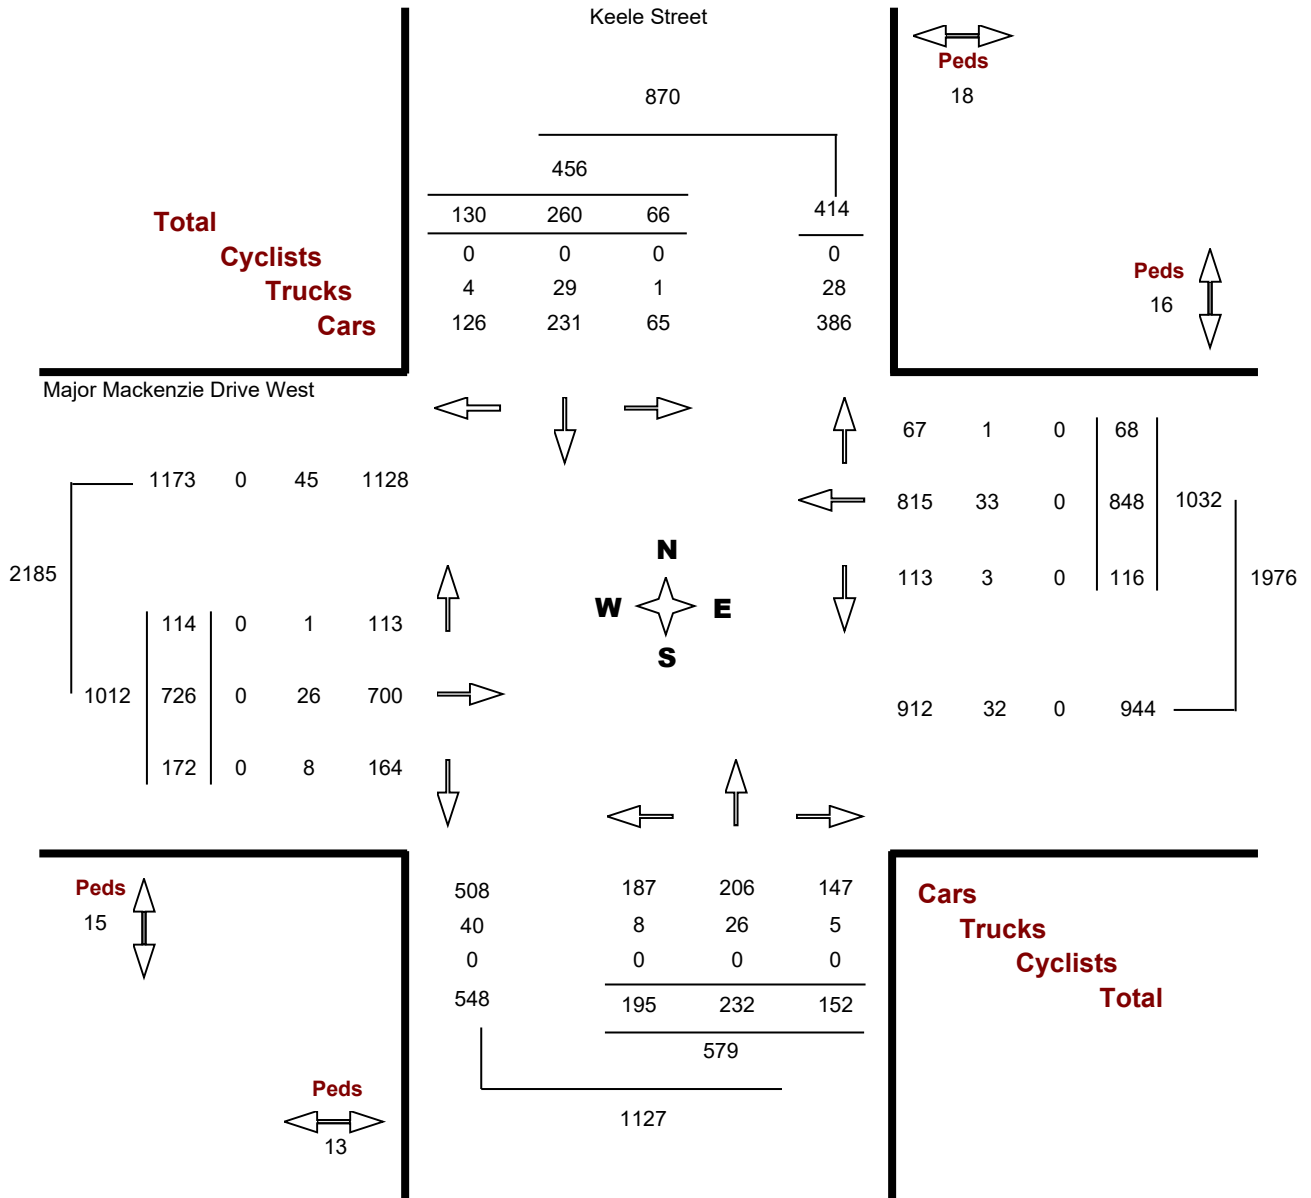 Keele Street
Peds
18
870
456
130 260 66 414
Total
0 0 0 0
Cyclists
4 29 1 28
Trucks
126 231 65 386
Cars
Peds
16
Major Mackenzie Drive West
67 1 0 68
1173 0 45 1128
815 33 0 848 1032
N
2185
113 3 0 116 1976
W E
S
114 0 1 113
1012 726 0 26 700
912 32 0 944
172 0 8 164
Peds
15
508 187 206 147
Cars
40 8 26 5
Trucks
0 0 0 0
Cyclists
548 195 232 152
Total
579
Peds
13
1127